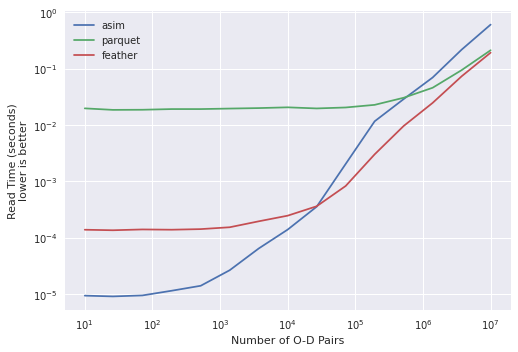 asim
parquet
feather
10⁰
10⁻¹
10⁻²
10⁻³
10⁻⁴
10⁻⁵
Read Time (seconds)
lower is better
10¹ 10² 10³ 10⁴ 10⁵ 10⁶ 10⁷
Number of O-D Pairs